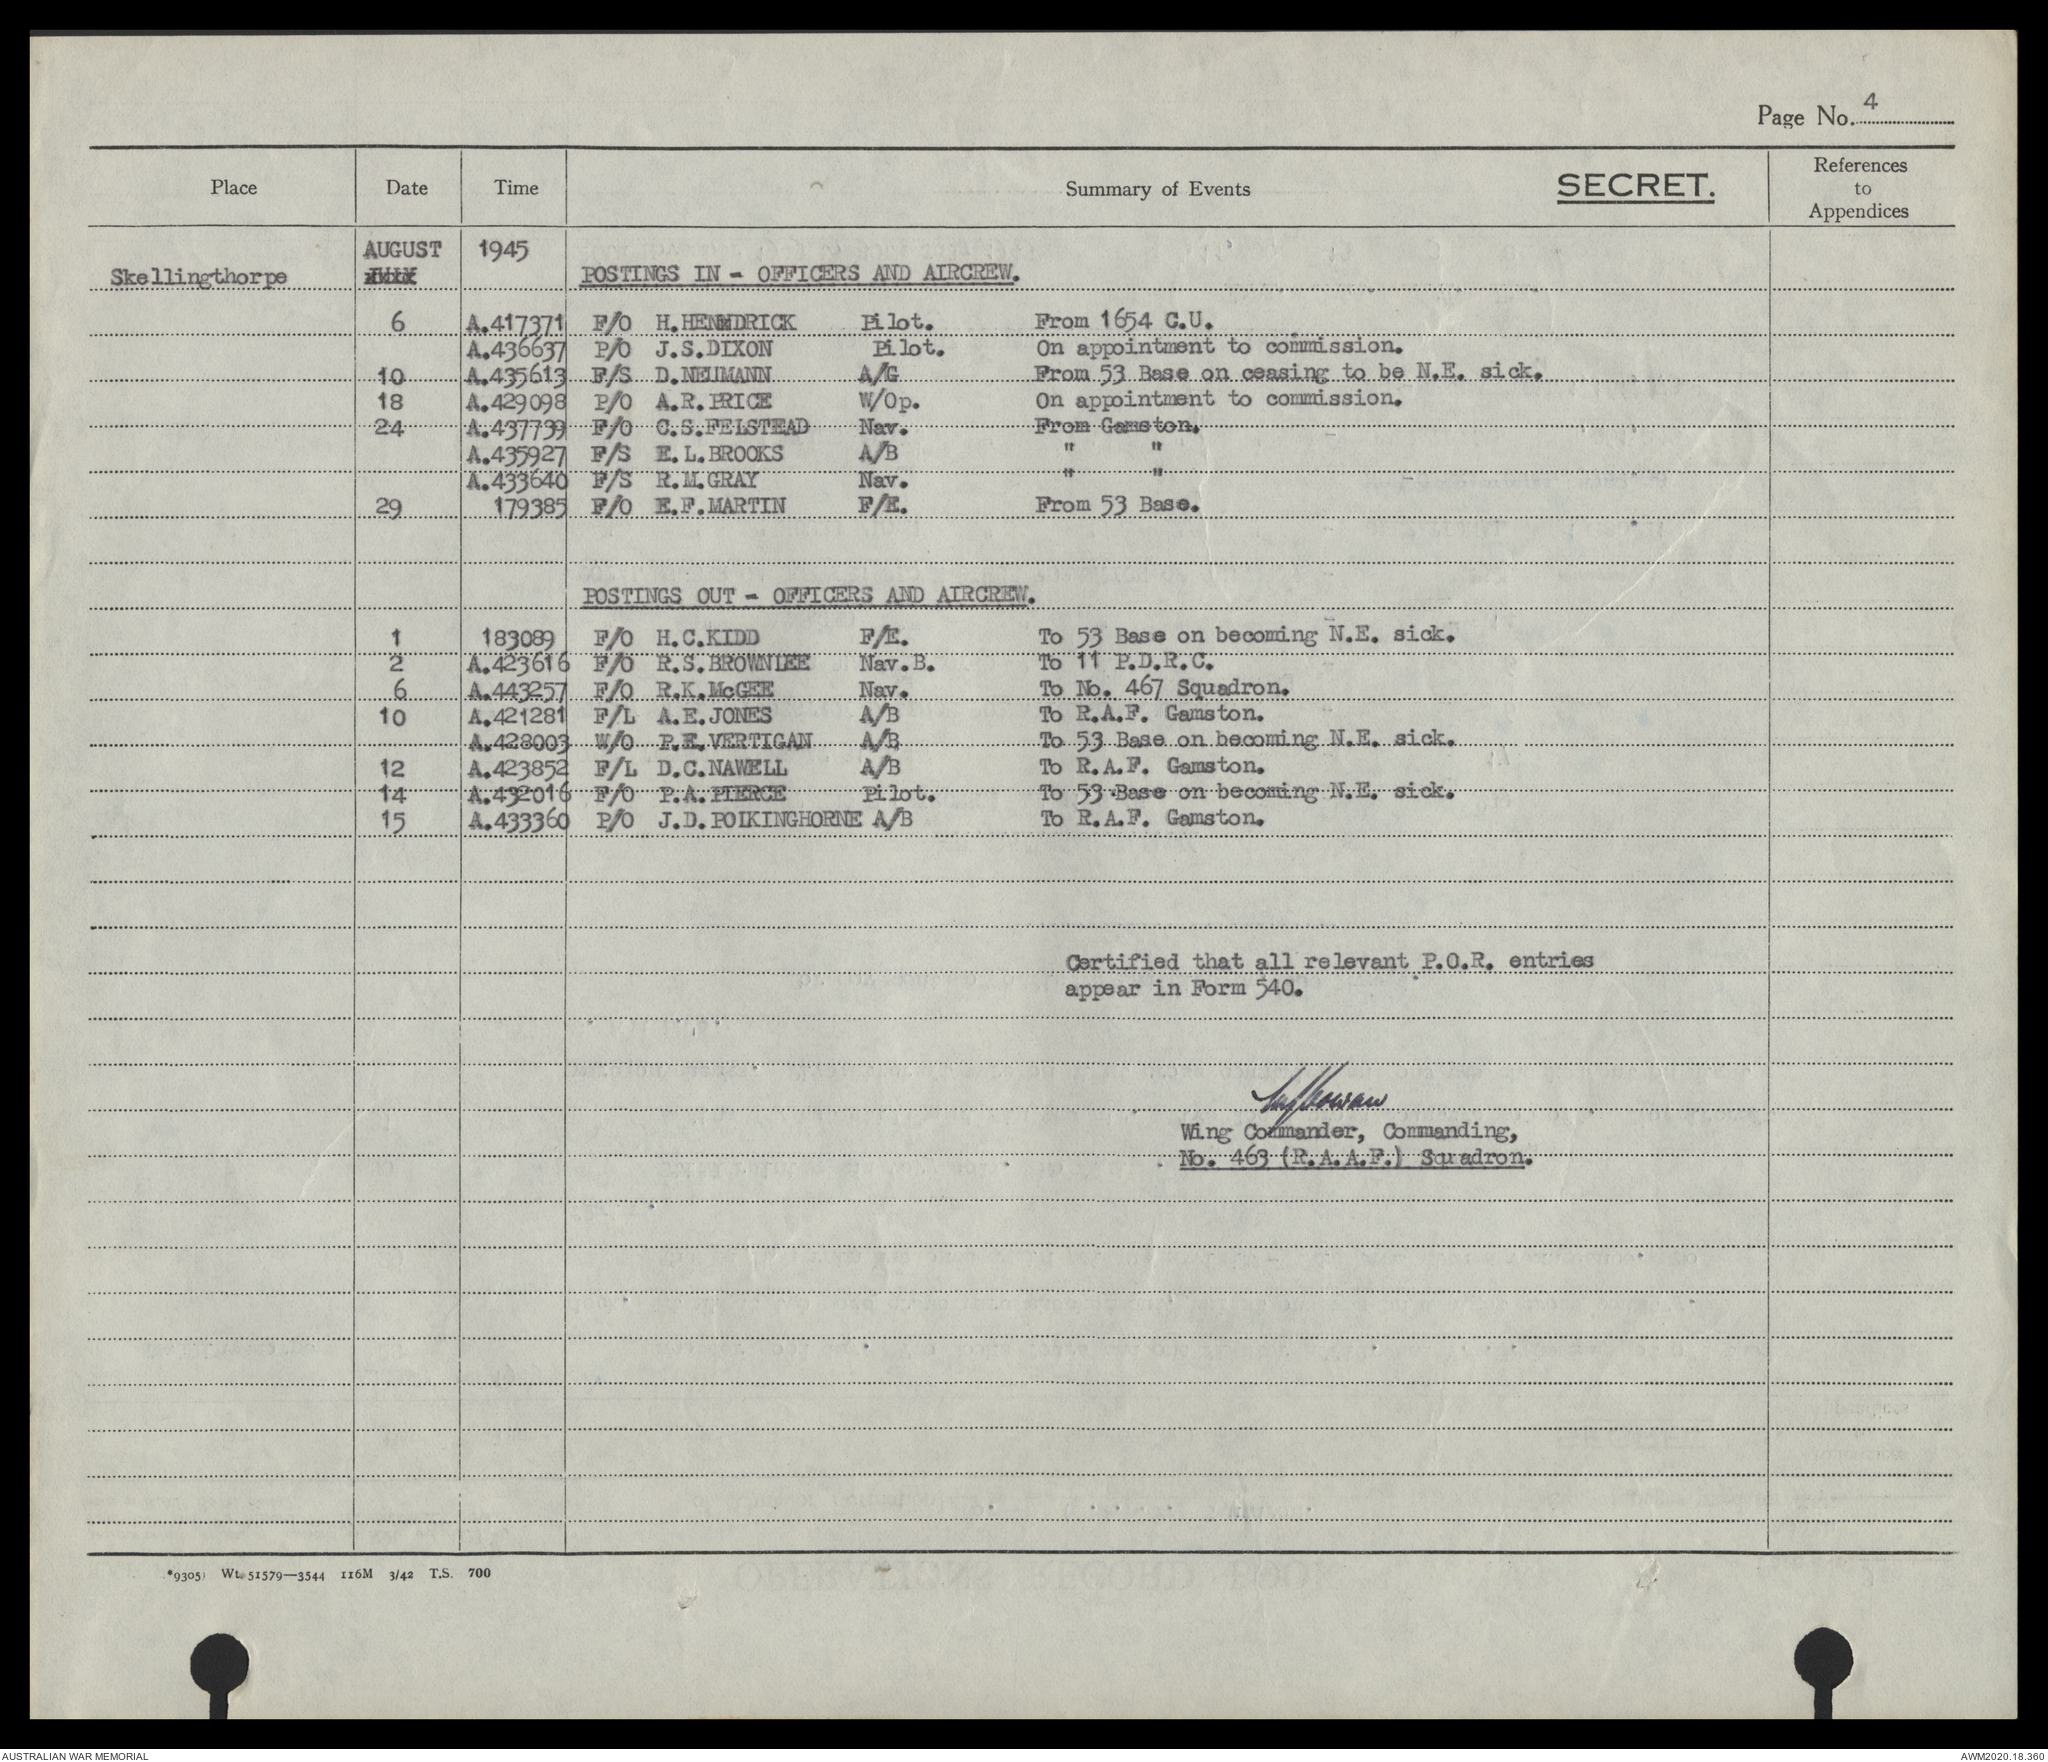 Page No. 4
Place Date Time Summary of Events SECRET. References to Appendices
AUGUST 1945
Skellingthorpe POSTINGS IN - OFFICERS AND AIRCREW.
6 A.417371 F/O H.HENDRICK Pilot. From 1654 C.U.
A.436637 P/O J.S.DIXON Pilot. On appointment to commission.
10 A.435613 F/S D.NEUMANN A/G From 53 Base on ceasing to be N.E. sick.
18 A.429098 P/O A.R.PRICE W/Op. On appointment to commission.
24 A.437739 F/O C.S.FELSTEAD Nav. From Gamston.
A.435927 F/S E.L.BROOKS A/B " "
A.433640 F/S R.M.GRAY Nav. " "
29 179385 F/O E.F.MARTIN F/E. From 53 Base.
POSTINGS OUT - OFFICERS AND AIRCREW.
1 183089 F/O H.C.KIDD F/E. To 53 Base on becoming N.E. sick.
2 A.423616 F/O R.S.BROWNLEE Nav.B. To 11 P.D.R.C.
6 A.443257 F/O R.K.McGEE Nav. To No. 467 Squadron.
10 A.421281 F/L A.E.JONES A/B To R.A.F. Gamston.
A.428003 W/O P.E.VERTIGAN A/B To 53 Base on becoming N.E. sick.
12 A.423852 F/L D.C.NAWELL A/B To R.A.F. Gamston.
14 A.432016 F/O P.A.PIERCE Pilot. To 53 Base on becoming N.E. sick.
15 A.433360 P/O J.D.POLKINGHORNE A/B To R.A.F. Gamston.
Certified that all relevant P.O.R. entries
appear in Form 540.
Wing Commander, Commanding,
No. 463 (R.A.A.F.) Squadron.
*9305) Wt. 51579—3544 116M 3/42 T.S. 700
AUSTRALIAN WAR MEMORIAL AWM2020.18.360